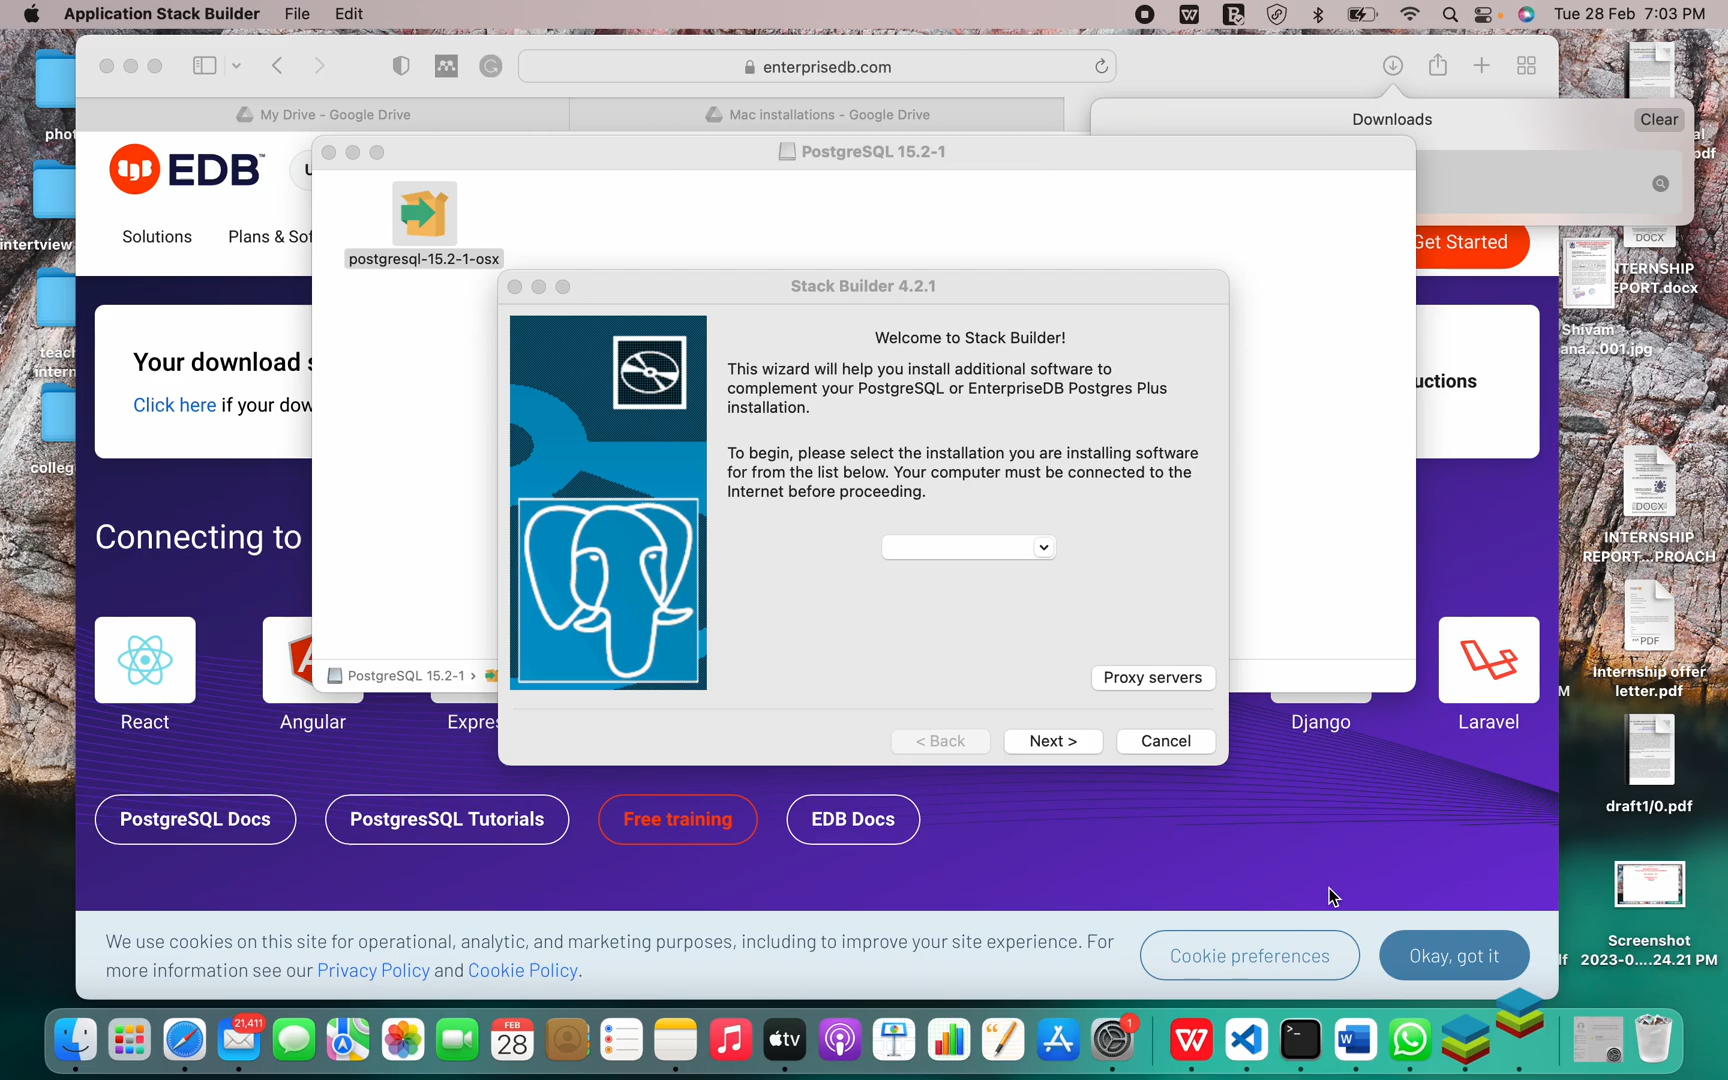 Application Stack Builder File Edit
Tue 28 Feb 7:03 PM
enterprisedb.com
My Drive - Google Drive
Mac installations - Google Drive
Downloads
Clear
EDB
PostgreSQL 15.2-1
Solutions
postgresql-15.2-1-osx
Get Started
Stack Builder 4.2.1
Welcome to Stack Builder!
This wizard will help you install additional software to
complement your PostgreSQL or EnterpriseDB Postgres Plus
installation.
To begin, please select the installation you are installing software
for from the list below. Your computer must be connected to the
Internet before proceeding.
Proxy servers
< Back
Next >
Cancel
Your download
Click here if your
Connecting to
PostgreSQL 15.2-1 ›
React
Angular
Expres
Django
Laravel
PostgreSQL Docs
PostgresSQL Tutorials
Free training
EDB Docs
We use cookies on this site for operational, analytic, and marketing purposes, including to improve your site experience. For
more information see our Privacy Policy and Cookie Policy.
Cookie preferences
Okay, got it
DOCX
Shivam
INTERNSHIP
REPORT...PROACH
DOCX
PDF
Internship offer
letter.pdf
draft1/0.pdf
Screenshot
2023-0....24.21 PM
21,411
FEB
28
tv
1